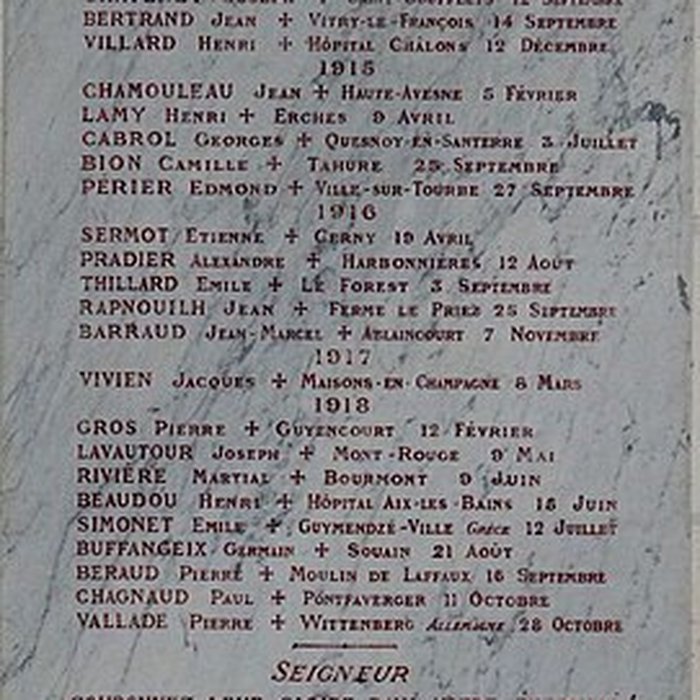 BERTRAND JEAN + VITRY-LE-FRANÇOIS 14 SEPTEMBRE
VILLARD HENRI + HÔPITAL CHÂLONS 12 DÉCEMBRE
1915
CHAMOULEAU JEAN + HAUTE-AVESNE 5 FÉVRIER
LAMY HENRI + ERCHES 9 AVRIL
CABROL GEORGES + QUESNOY-EN-SANTERRE 3 JUILLET
BION CAMILLE + TAHURE 25 SEPTEMBRE
PERIER EDMOND + VILLE-SUR-TOURBE 27 SEPTEMBRE
1916
SERMOT ETIENNE + CERNY 19 AVRIL
PRADIER ALEXANDRE + HARBONNIERES 12 AOÛT
THILLARD EMILE + LE FOREST 3 SEPTEMBRE
RAPNOUILH JEAN + FERME LE PRIEZ 25 SEPTEMBRE
BARRAUD JEAN-MARCEL + ABLAINCOURT 7 NOVEMBRE
1917
VIVIEN JACQUES + MAISONS-EN-CHAMPAGNE 8 MARS
1918
GROS PIERRE + GUYENCOURT 12 FÉVRIER
LAVAUTOUR JOSEPH + MONT-ROUGE 9 MAI
RIVIÈRE MARTIAL + BOURMONT 9 JUIN
BEAUDOU HENRI + HÔPITAL AIX-LES-BAINS 15 JUIN
SIMONET EMILE + GUYMENDZÉ-VILLE GRÈCE 12 JUILLET
BUFFANGEIX GERMAIN + SOUAIN 21 AOÛT
BERAUD PIERRE + MOULIN DE LAFFAUX 16 SEPTEMBRE
CHAGNAUD PAUL + PONTFAVERGER 11 OCTOBRE
VALLADE PIERRE + WITTENBERG ALLEMAGNE 28 OCTOBRE
SEIGNEUR